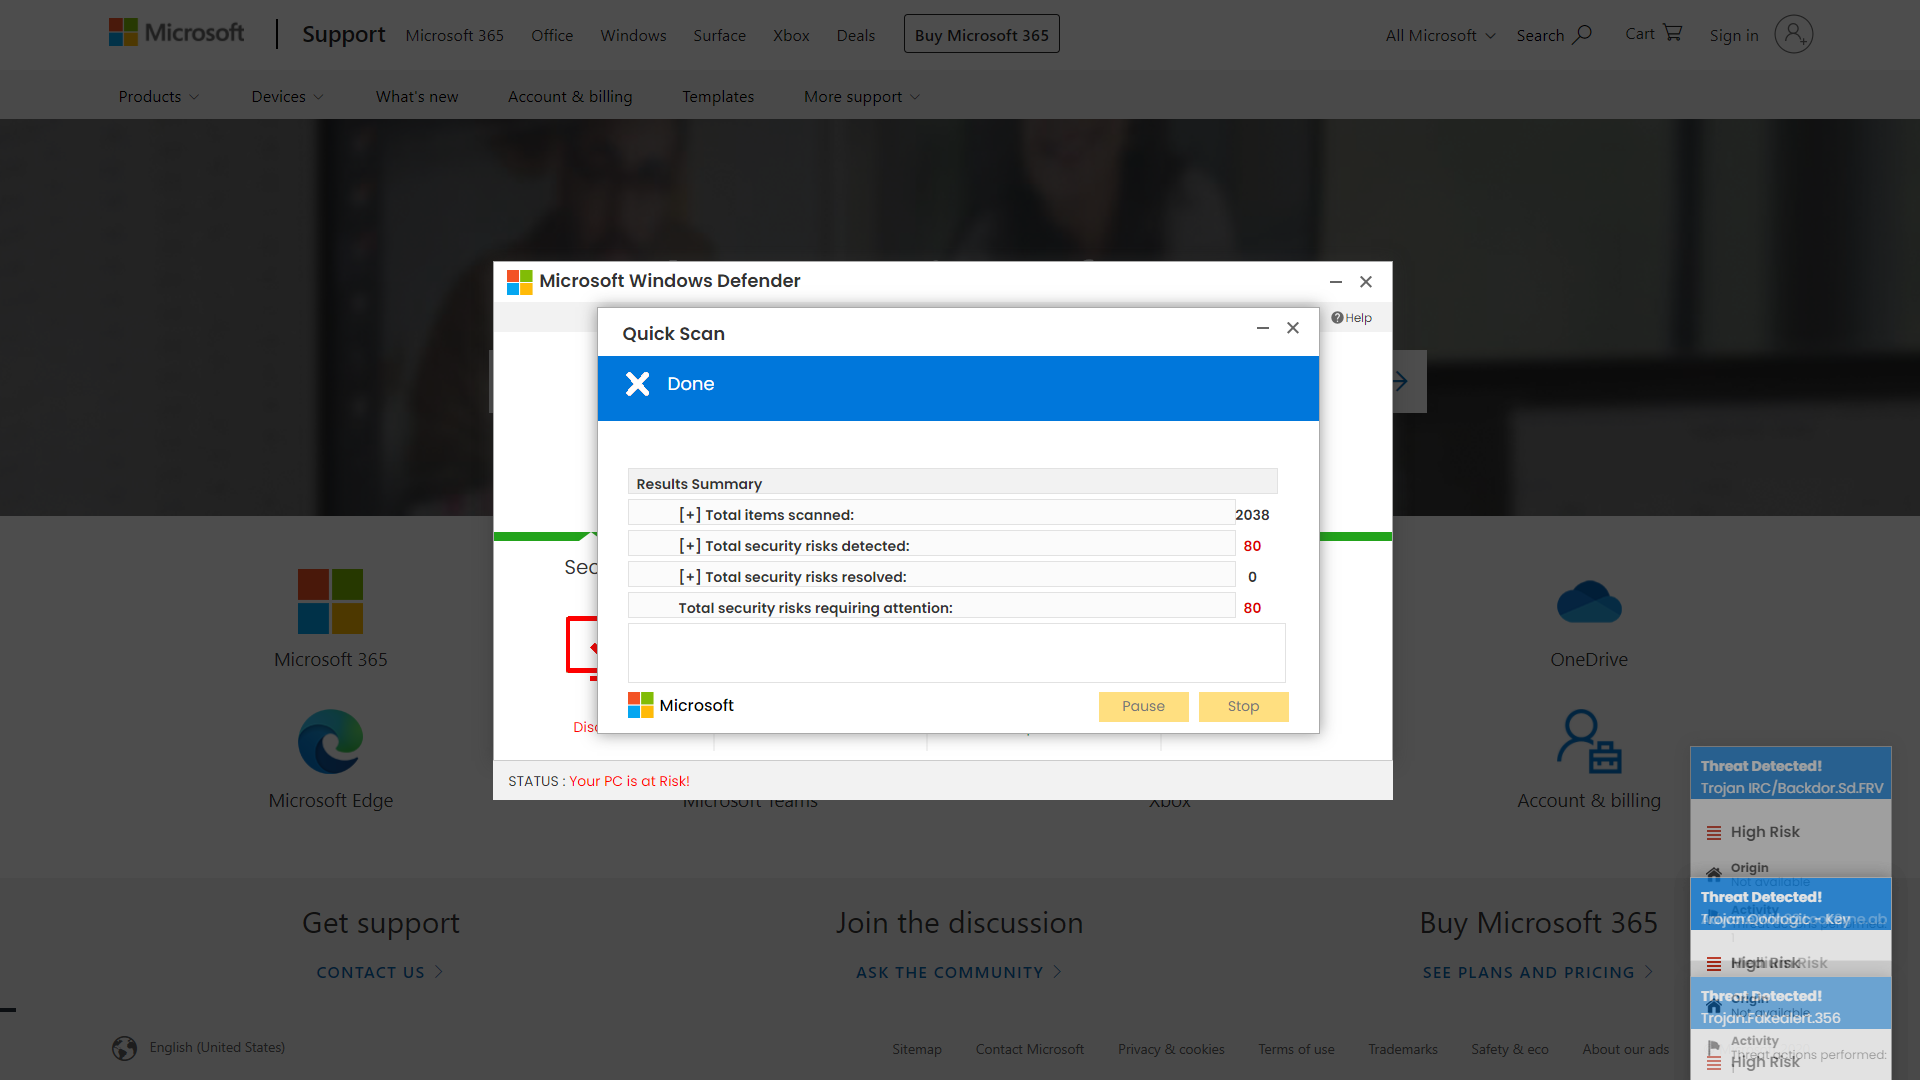 Microsoft
Support
Microsoft 365
Office
Windows
Surface
Xbox
Deals
Buy Microsoft 365
All Microsoft
Search
Cart
Sign in
Products
Devices
What's new
Account & billing
Templates
More support
Microsoft Windows Defender
Help
Quick Scan
Done
Results Summary
[+] Total items scanned: 2038
[+] Total security risks detected: 80
[+] Total security risks resolved: 0
Total security risks requiring attention: 80
Microsoft
Pause
Stop
Sec
Disc
STATUS : Your PC is at Risk!
Microsoft 365
OneDrive
Microsoft Edge
Microsoft Teams
Xbox
Account & billing
Get support
CONTACT US
Join the discussion
ASK THE COMMUNITY
Buy Microsoft 365
SEE PLANS AND PRICING
Threat Detected!
Trojan IRC/Backdor.Sd.FRV
High Risk
Origin
Not available
Threat Detected!
Trojan.Qoologic - Key
High Risk
Origin
Not available
Threat Detected!
Trojan.Fakealert.356
Activity
Threat actions performed:
High Risk
English (United States)
Sitemap
Contact Microsoft
Privacy & cookies
Terms of use
Trademarks
Safety & eco
About our ads